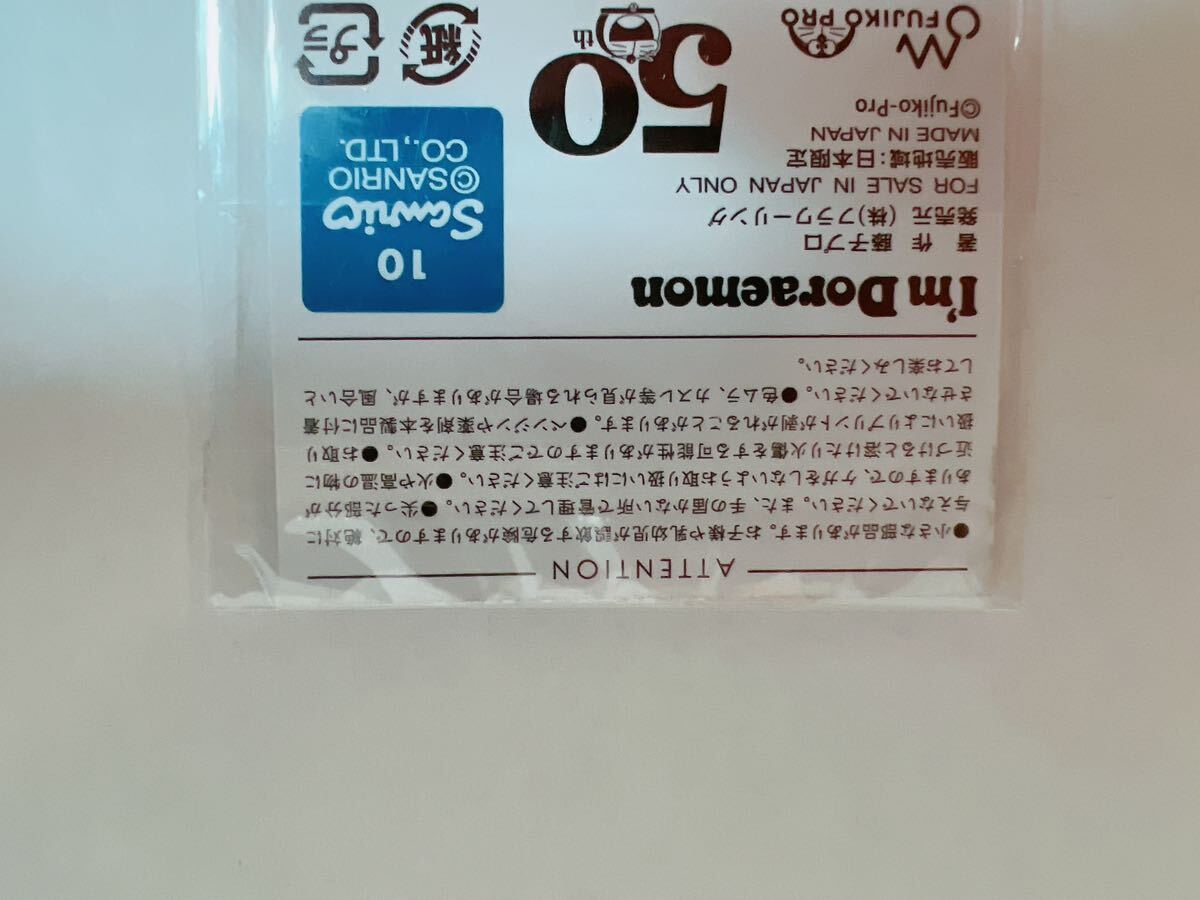 ATTENTION
●小さな部品があります。お子様や乳幼児が誤飲する危険がありますので、絶対に
与えないでください。また、手の届かない所で管理してください。●尖った部分が
ありますので、ケガをしないようお取り扱いにはご注意ください。●火や高温の物に
近づけると溶けたり火傷をする可能性がありますのでご注意ください。●お取り
扱いによりプリントが剥がれることがあります。●ベンジンや薬剤を本製品に付着
させないでください。●色ムラ、カスレ等が見られる場合がありますが、風合いと
してお楽しみください。
I'm Doraemon
著　作 藤子プロ
発売元 (株)フラワーリング
FOR SALE IN JAPAN ONLY
販売地域:日本限定
MADE IN JAPAN
©Fujiko-Pro
FUJIKO PRO
50th
10
Sanrio
©SANRIO
CO.,LTD.
紙
プラ